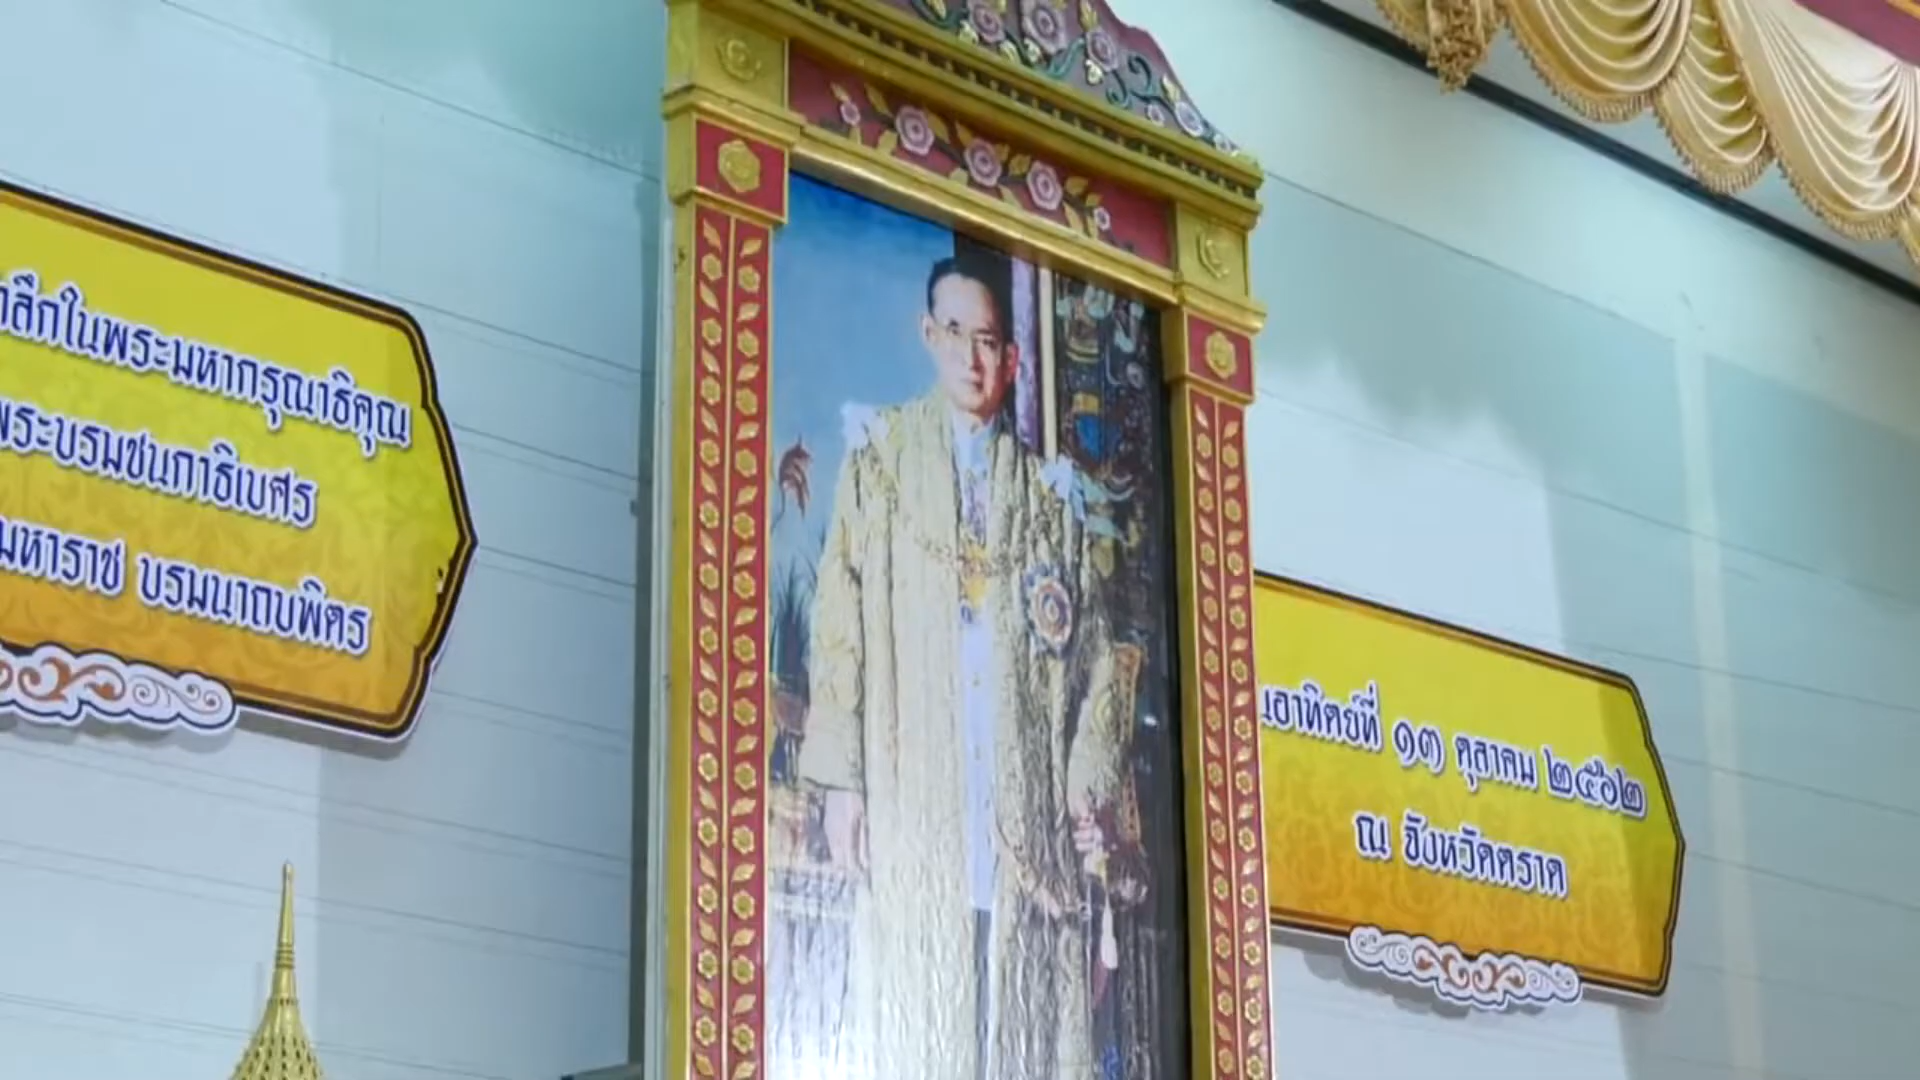 ลึกในพระมหากรุณาธิคุณ
พระบรมชนกาธิเบศร
มหาราช บรมนาถบพิตร
นอาทิตย์ที่ ๑๓ ตุลาคม ๒๕๖๒
ณ จังหวัดตราด